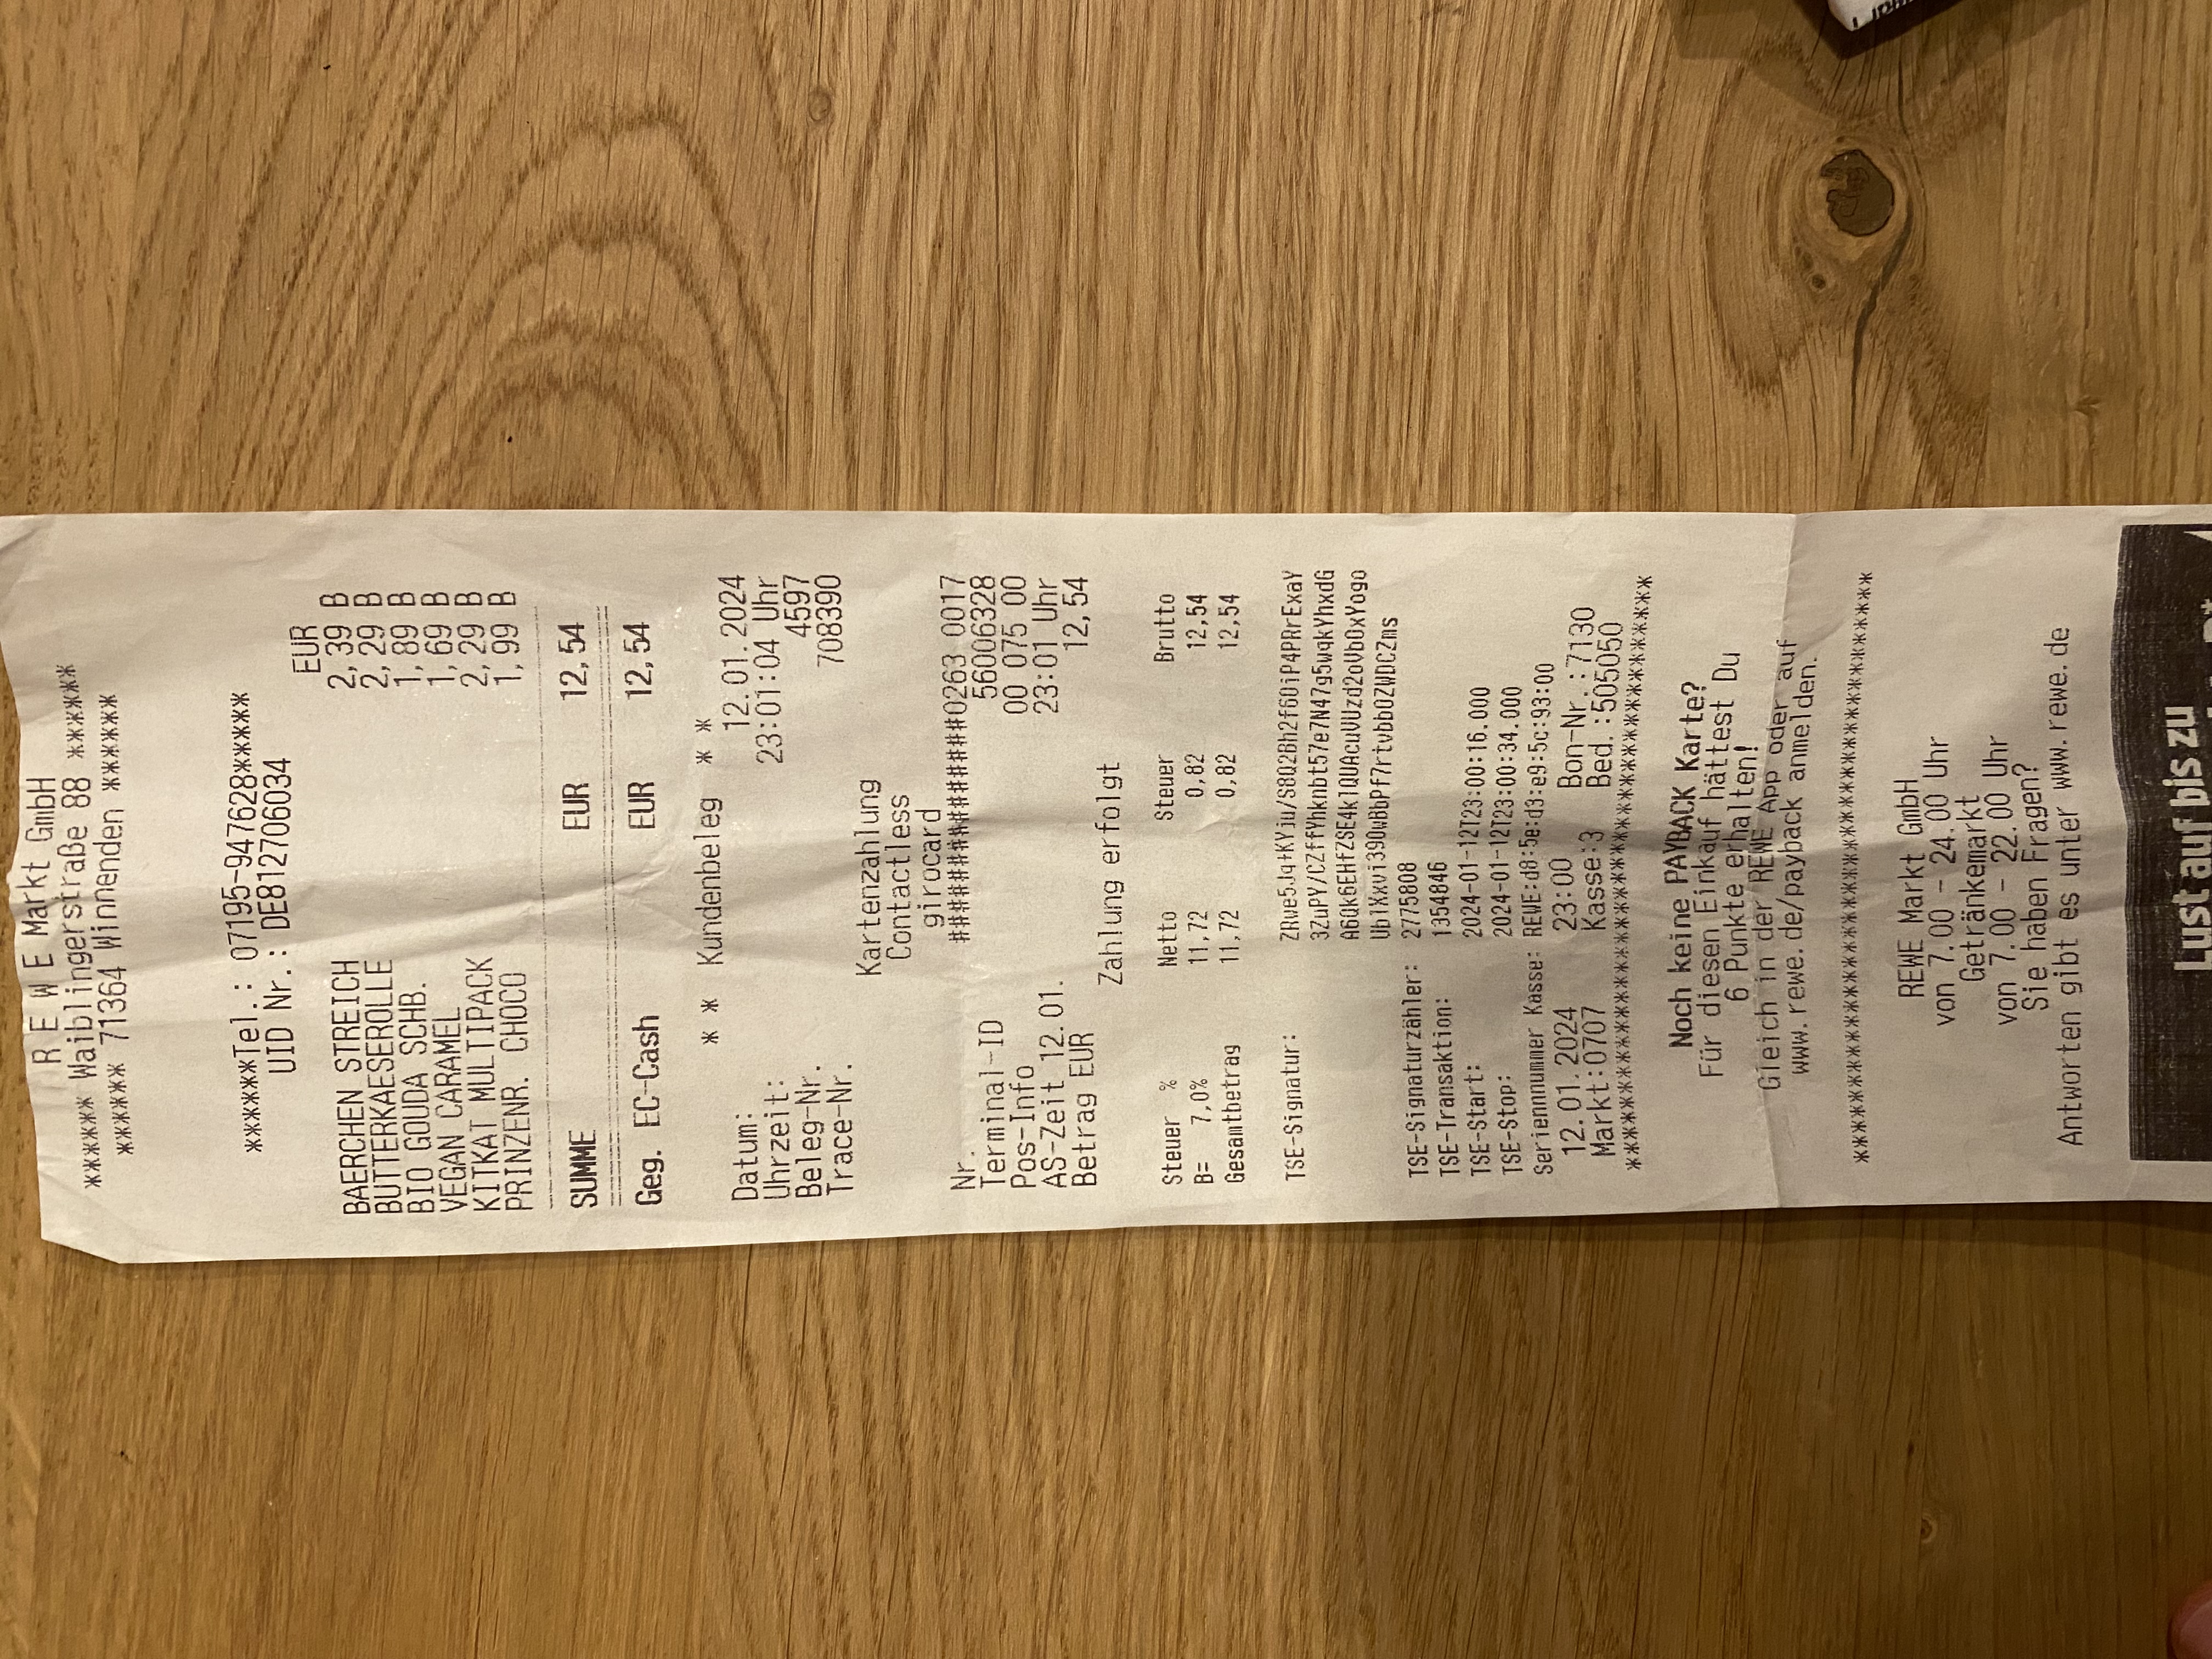 R E W E Markt GmbH
****** Waiblingerstraße 88 ******
****** 71364 Winnenden ******
******Tel.: 07195-947628*****
UID Nr.: DE812706034
EUR
BAERCHEN STREICH 2,39 B
BUTTERKAESEROLLE 2,29 B
BIO GOUDA SCHB. 1,89 B
VEGAN CARAMEL 1,69 B
KITKAT MULTIPACK 2,29 B
PRINZENR. CHOCO 1,99 B
SUMME EUR 12,54
Geg. EC-Cash EUR 12,54
* * Kundenbeleg * *
Datum: 12.01.2024
Uhrzeit: 23:01:04 Uhr
Beleg-Nr. 4597
Trace-Nr. 708390
Kartenzahlung
Contactless
girocard
Nr. ###############0263 0017
Terminal-ID 56006328
Pos-Info 00 075 00
AS-Zeit 12.01. 23:01 Uhr
Betrag EUR 12,54
Zahlung erfolgt
Steuer % Netto Steuer Brutto
B= 7,0% 11,72 0,82 12,54
Gesamtbetrag 11,72 0,82 12,54
TSE-Signatur:
TSE-Signaturzähler: 2775808
TSE-Transaktion: 1354846
TSE-Start: 2024-01-12T23:00:16.000
TSE-Stop: 2024-01-12T23:00:34.000
Seriennnummer Kasse: REWE:d8:5e:d3:e9:5c:93:00
12.01.2024 23:00 Bon-Nr.:7130
Markt:0707 Kasse:3 Bed.:505050
***************************************
Noch keine PAYBACK Karte?
Für diesen Einkauf hättest Du
6 Punkte erhalten!
Gleich in der REWE App oder auf
www.rewe.de/payback anmelden.
***************************************
REWE Markt GmbH
von 7.00 - 24.00 Uhr
Getränkemarkt
von 7.00 - 22.00 Uhr
Sie haben Fragen?
Antworten gibt es unter www.rewe.de
Lust auf bis zu